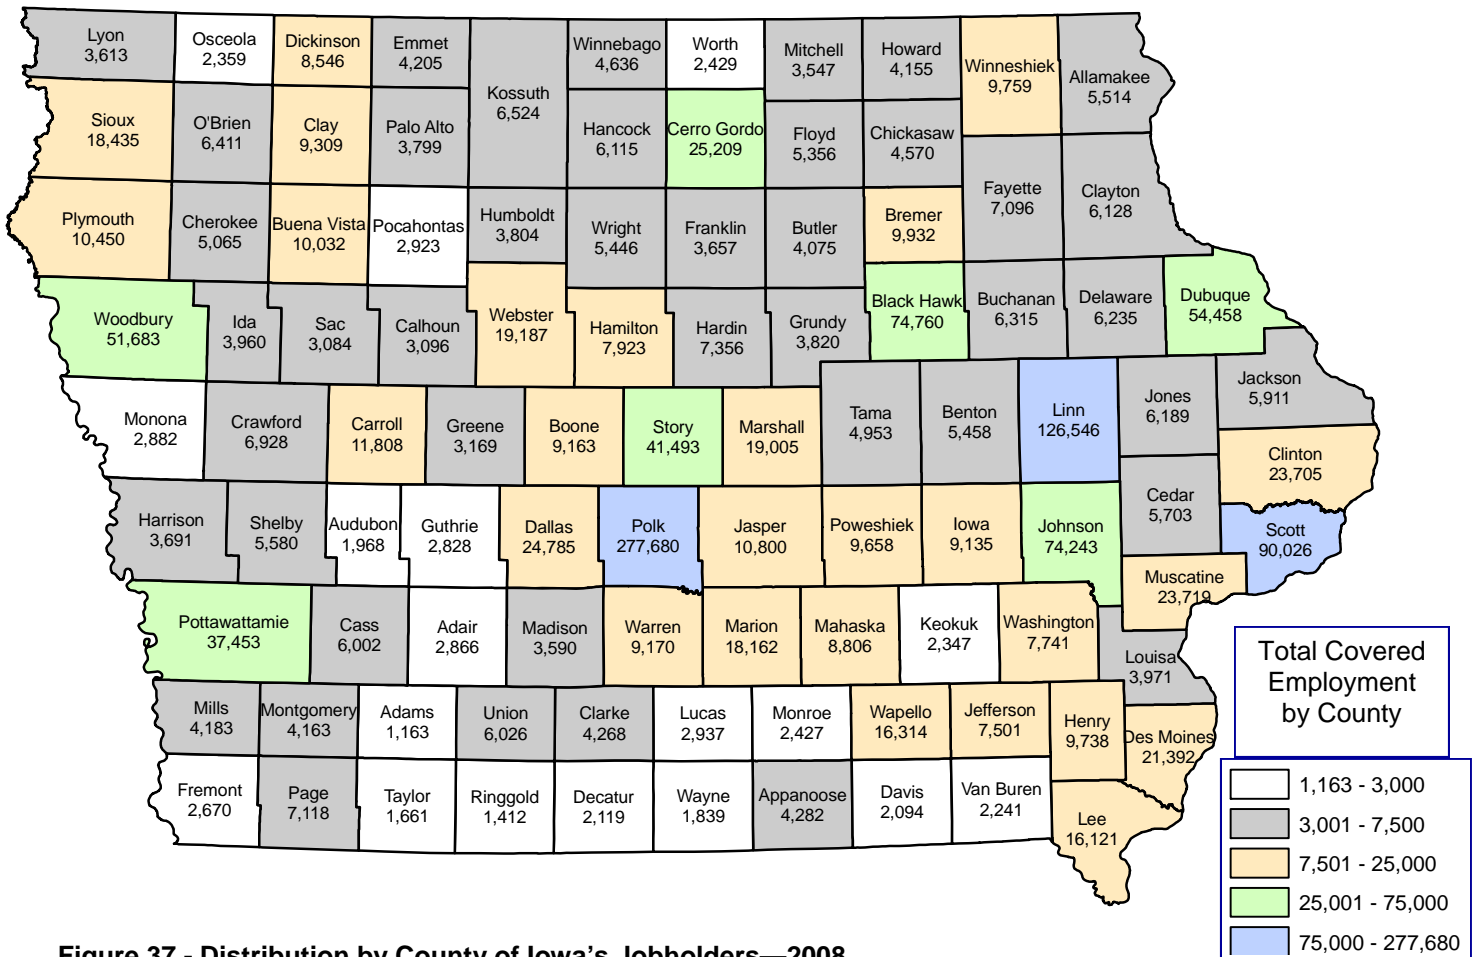 Lyon
3,613
Osceola
2,359
Dickinson
8,546
Emmet
4,205
Kossuth
6,524
Winnebago
4,636
Worth
2,429
Mitchell
3,547
Howard
4,155
Winneshiek
9,759
Allamakee
5,514
Sioux
18,435
O'Brien
6,411
Clay
9,309
Palo Alto
3,799
Hancock
6,115
Cerro Gordo
25,209
Floyd
5,356
Chickasaw
4,570
Plymouth
10,450
Cherokee
5,065
Buena Vista
10,032
Pocahontas
2,923
Humboldt
3,804
Wright
5,446
Franklin
3,657
Butler
4,075
Bremer
9,932
Fayette
7,096
Clayton
6,128
Woodbury
51,683
Ida
3,960
Sac
3,084
Calhoun
3,096
Webster
19,187
Hamilton
7,923
Hardin
7,356
Grundy
3,820
Black Hawk
74,760
Buchanan
6,315
Delaware
6,235
Dubuque
54,458
Monona
2,882
Crawford
6,928
Carroll
11,808
Greene
3,169
Boone
9,163
Story
41,493
Marshall
19,005
Tama
4,953
Benton
5,458
Linn
126,546
Jones
6,189
Jackson
5,911
Clinton
23,705
Harrison
3,691
Shelby
5,580
Audubon
1,968
Guthrie
2,828
Dallas
24,785
Polk
277,680
Jasper
10,800
Poweshiek
9,658
Iowa
9,135
Johnson
74,243
Cedar
5,703
Scott
90,026
Muscatine
23,719
Pottawattamie
37,453
Cass
6,002
Adair
2,866
Madison
3,590
Warren
9,170
Marion
18,162
Mahaska
8,806
Keokuk
2,347
Washington
7,741
Louisa
3,971
Mills
4,183
Montgomery
4,163
Adams
1,163
Union
6,026
Clarke
4,268
Lucas
2,937
Monroe
2,427
Wapello
16,314
Jefferson
7,501
Henry
9,738
Des Moines
21,392
Fremont
2,670
Page
7,118
Taylor
1,661
Ringgold
1,412
Decatur
2,119
Wayne
1,839
Appanoose
4,282
Davis
2,094
Van Buren
2,241
Lee
16,121
Total Covered
Employment
by County
1,163 - 3,000
3,001 - 7,500
7,501 - 25,000
25,001 - 75,000
75,000 - 277,680
Figure 37 - Distribution by County of Iowa's Jobholders—2008